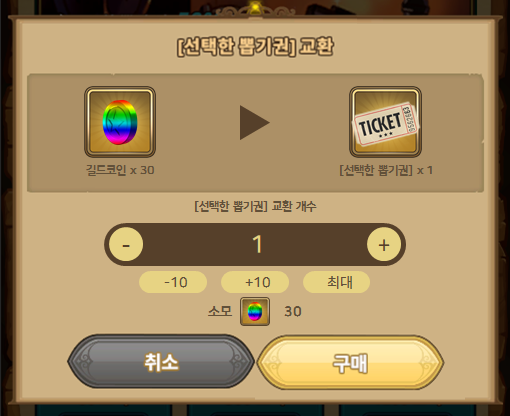 [선택한 뽑기권] 교환
TICKET
길드코인 x 30
[선택한 뽑기권] x 1
[선택한 뽑기권] 교환 개수
- 1 +
-10 +10 최대
소모 30
취소 구매